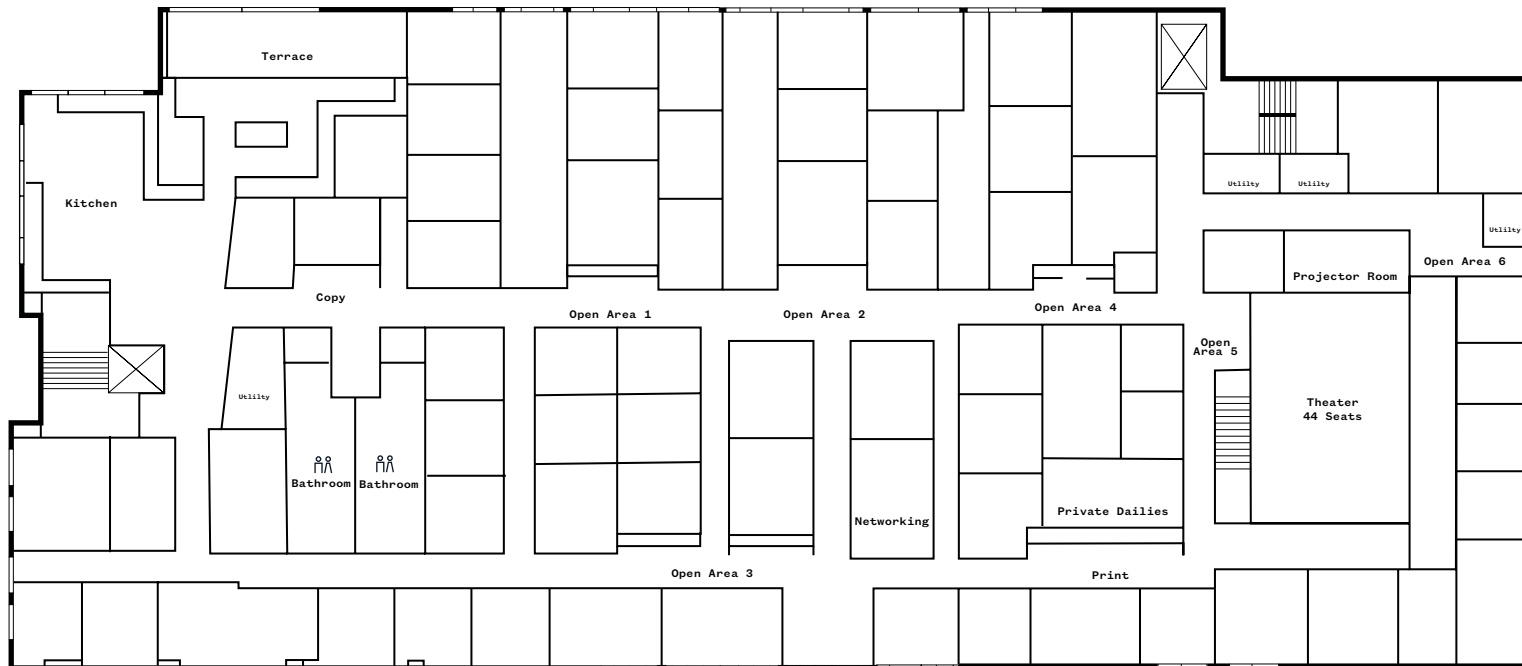 Terrace
Kitchen
Utlilty
Utlilty
Utlilty
Open Area 6
Projector Room
Copy
Open Area 1
Open Area 2
Open Area 4
Open
Area 5
Utlilty
Theater
44 Seats
Bathroom
Bathroom
Private Dailies
Networking
Open Area 3
Print